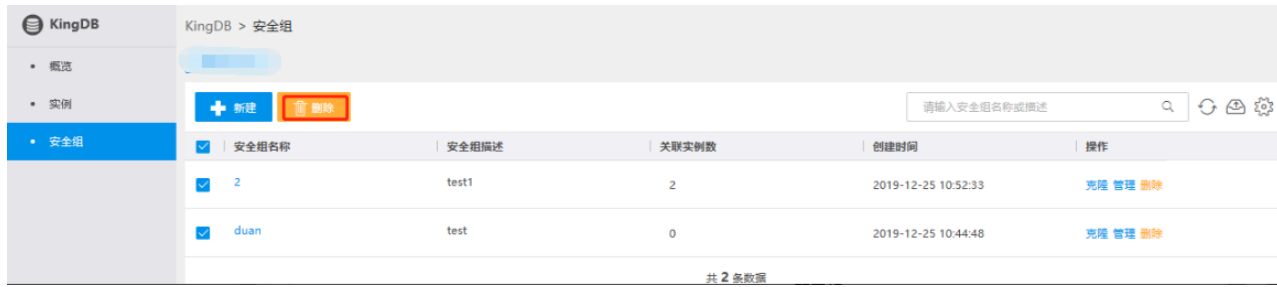 KingDB
KingDB > 安全组
• 概览
• 实例
• 安全组
新建 删除 请输入安全组名称或描述
安全组名称 安全组描述 关联实例数 创建时间 操作
2 test1 2 2019-12-25 10:52:33 克隆 管理 删除
duan test 0 2019-12-25 10:44:48 克隆 管理 删除
共 2 条数据